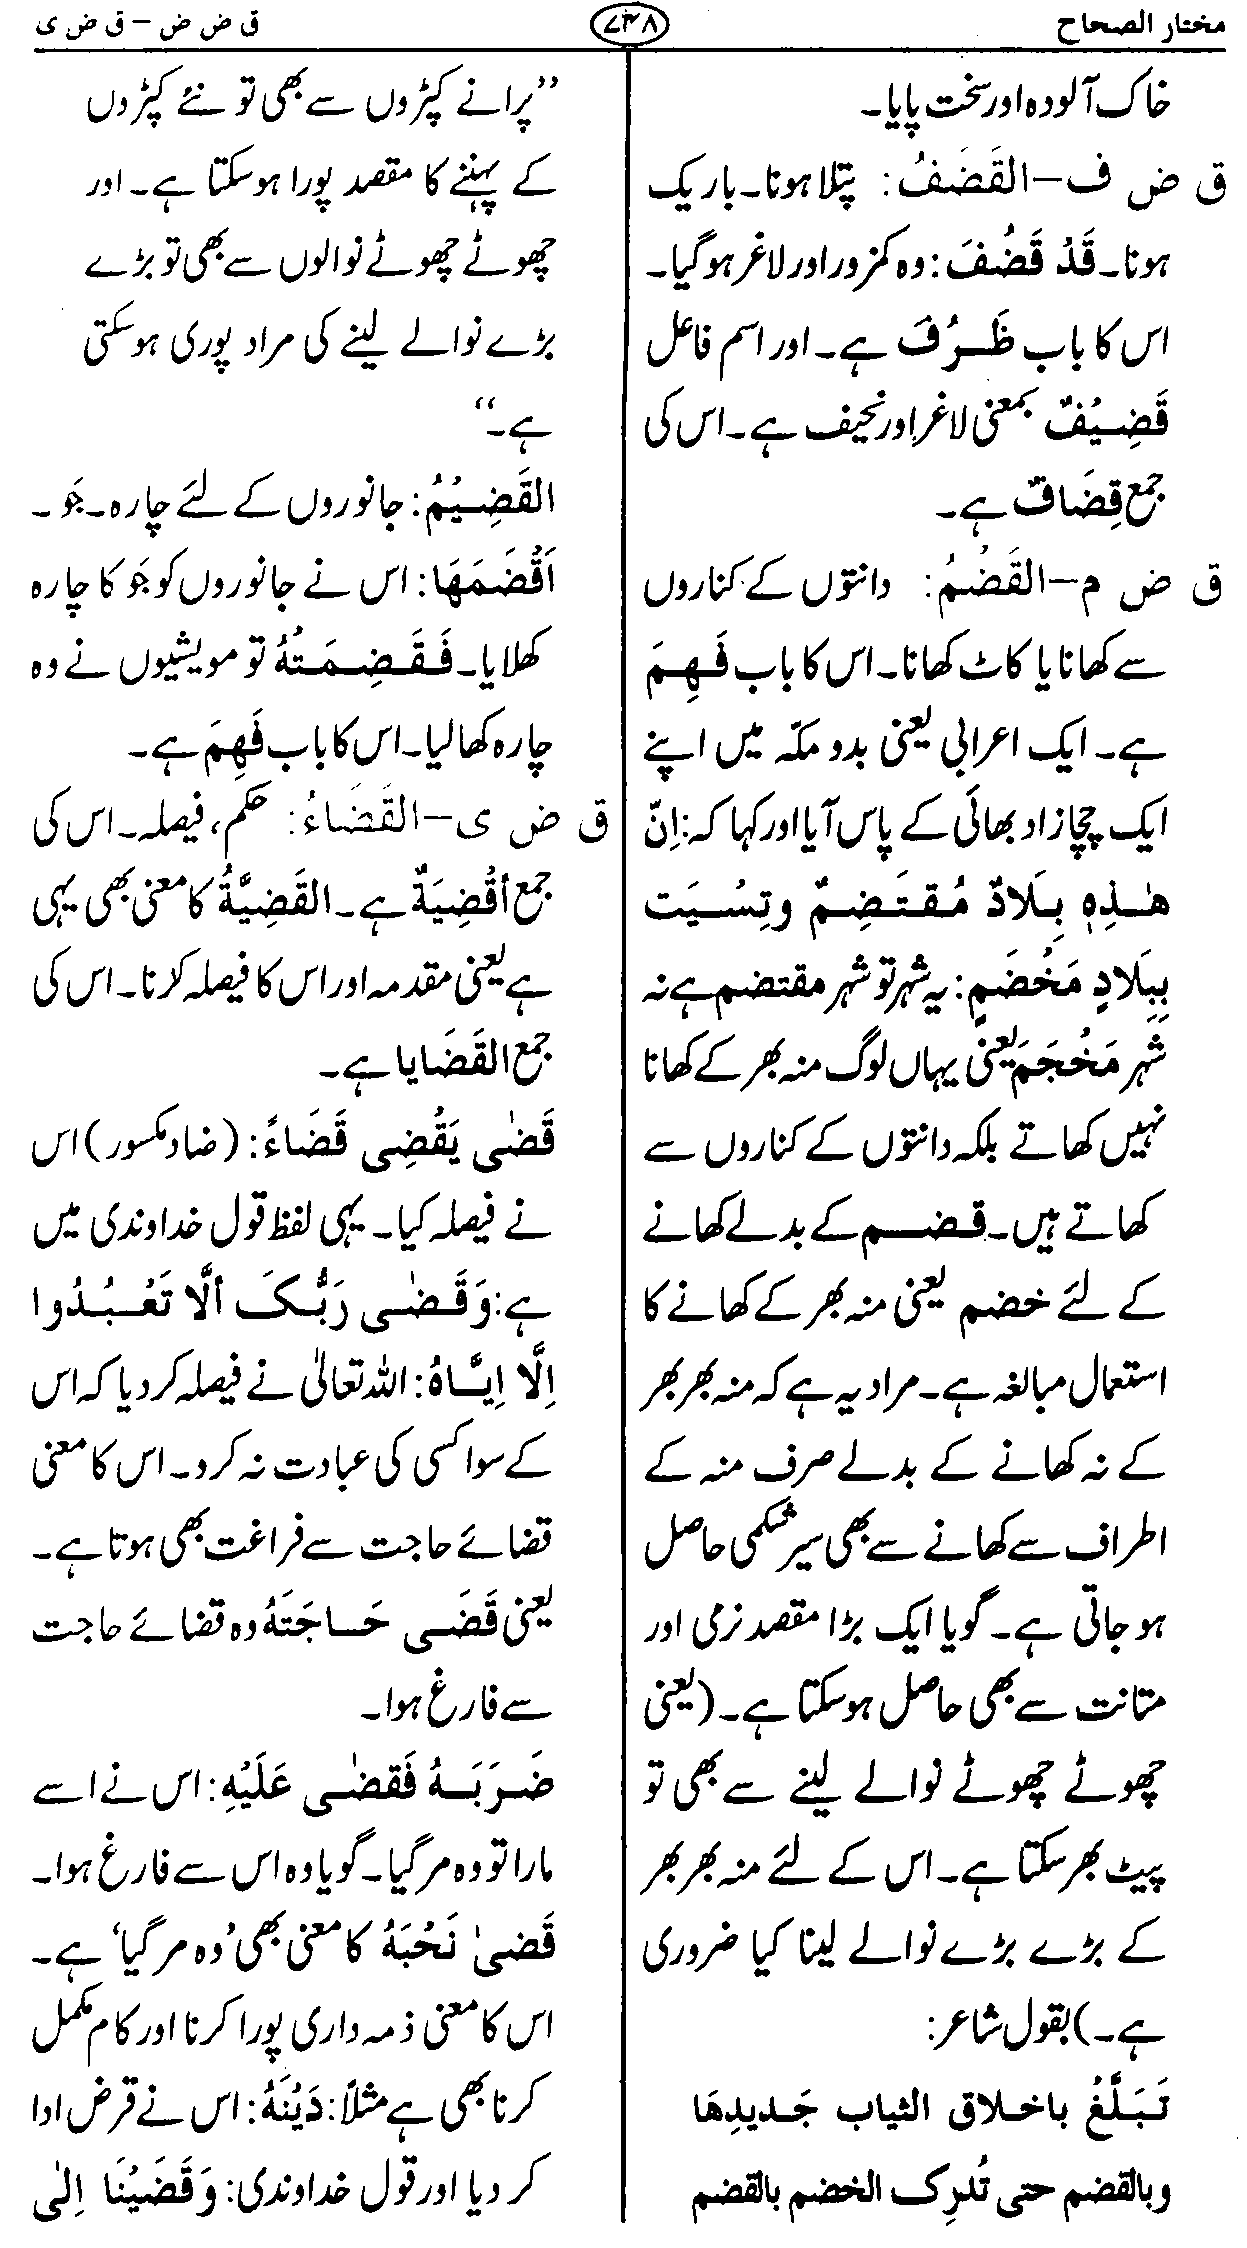 مختار الصحاح
۷۴۸
ق ض ض – ق ض ی
خاک آلودہ اور سخت پایا۔
ق ض ف – القَضَفُ: پتلا ہونا۔ باریک
ہونا۔ قَدْ قَضُفَ: وہ کمزور اور لاغر ہوگیا۔
اس کا باب ظَرُفَ ہے۔ اور اسم فاعل
قَضِیْفٌ بمعنی لاغر اور نحیف ہے۔ اس کی
جمع قِضَافٌ ہے۔
ق ض م – القَضْمُ: دانتوں کے کناروں
سے کھانا یا کاٹ کھانا۔ اس کا باب فَهِمَ
ہے۔ ایک اعرابی یعنی بدو مکہ میں اپنے
ایک چچازاد بھائی کے پاس آیا اور کہا کہ: اِنّ
هٰذِهٖ بِلَادٌ مُقتَضِمٌ وتِسْیَت
بِبِلَادٍ مَخْضَمٍ: یہ شہر تو شہر مقتضم ہے نہ
شہر مَخْجَمَ یعنی یہاں لوگ منہ بھر کے کھانا
نہیں کھاتے بلکہ دانتوں کے کناروں سے
کھاتے ہیں۔ قضم کے بدلے کھانے
کے لئے خضم یعنی منہ بھر کے کھانے کا
استعمال مبالغہ ہے۔ مراد یہ ہے کہ منہ بھر بھر
کے نہ کھانے کے بدلے صرف منہ کے
اطراف سے کھانے سے بھی سیر شکمی حاصل
ہو جاتی ہے۔ گویا ایک بڑا مقصد نرمی اور
متانت سے بھی حاصل ہوسکتا ہے۔ (یعنی
چھوٹے چھوٹے نوالے لینے سے بھی تو
پیٹ بھر سکتا ہے۔ اس کے لئے منہ بھر بھر
کے بڑے بڑے نوالے لینا کیا ضروری
ہے۔) بقول شاعر:
تَبَلَّغُ باخلاق الثیاب جَدیدِهَا
وبالقضم حتی تُدرِک الخضم بالقضم
”پرانے کپڑوں سے بھی تو نئے کپڑوں
کے پہننے کا مقصد پورا ہوسکتا ہے۔ اور
چھوٹے چھوٹے نوالوں سے بھی تو بڑے
بڑے نوالے لینے کی مراد پوری ہوسکتی
ہے۔“
القَضِیْمُ: جانوروں کے لئے چارہ۔ جَو۔
اَقْضَمَهَا: اس نے جانوروں کو جَو کا چارہ
کھلایا۔ فَقَضِمَتْهُ تو مویشیوں نے وہ
چارہ کھالیا۔ اس کا باب فَهِمَ ہے۔
ق ض ی – القَضَاءُ: حکم، فیصلہ۔ اس کی
جمع أَقْضِیَةٌ ہے۔ القَضِیَّةُ کا معنی بھی یہی
ہے یعنی مقدمہ اور اس کا فیصلہ کرنا۔ اس کی
جمع القَضَایا ہے۔
قَضٰی یَقْضِی قَضَاءً: (ضاد مکسور) اس
نے فیصلہ کیا۔ یہی لفظ قول خداوندی میں
ہے: وَقَضٰی رَبُّکَ أَلَّا تَعْبُدُوا
اِلَّا اِیَّاهُ: اللہ تعالیٰ نے فیصلہ کر دیا کہ اس
کے سوا کسی کی عبادت نہ کرو۔ اس کا معنی
قضائے حاجت سے فراغت بھی ہوتا ہے۔
یعنی قَضَی حَاجَتَهُ وہ قضائے حاجت
سے فارغ ہوا۔
ضَرَبَهُ فَقضٰی عَلَیْهِ: اس نے اسے
مارا تو وہ مر گیا۔ گویا وہ اس سے فارغ ہوا۔
قَضیٰ نَحْبَهُ کا معنی بھی ’وہ مر گیا‘ ہے۔
اس کا معنی ذمہ داری پورا کرنا اور کام مکمل
کرنا بھی ہے مثلاً: دَیْنَهُ: اس نے قرض ادا
کر دیا اور قول خداوندی: وَقَضَیْنَا اِلیٰ